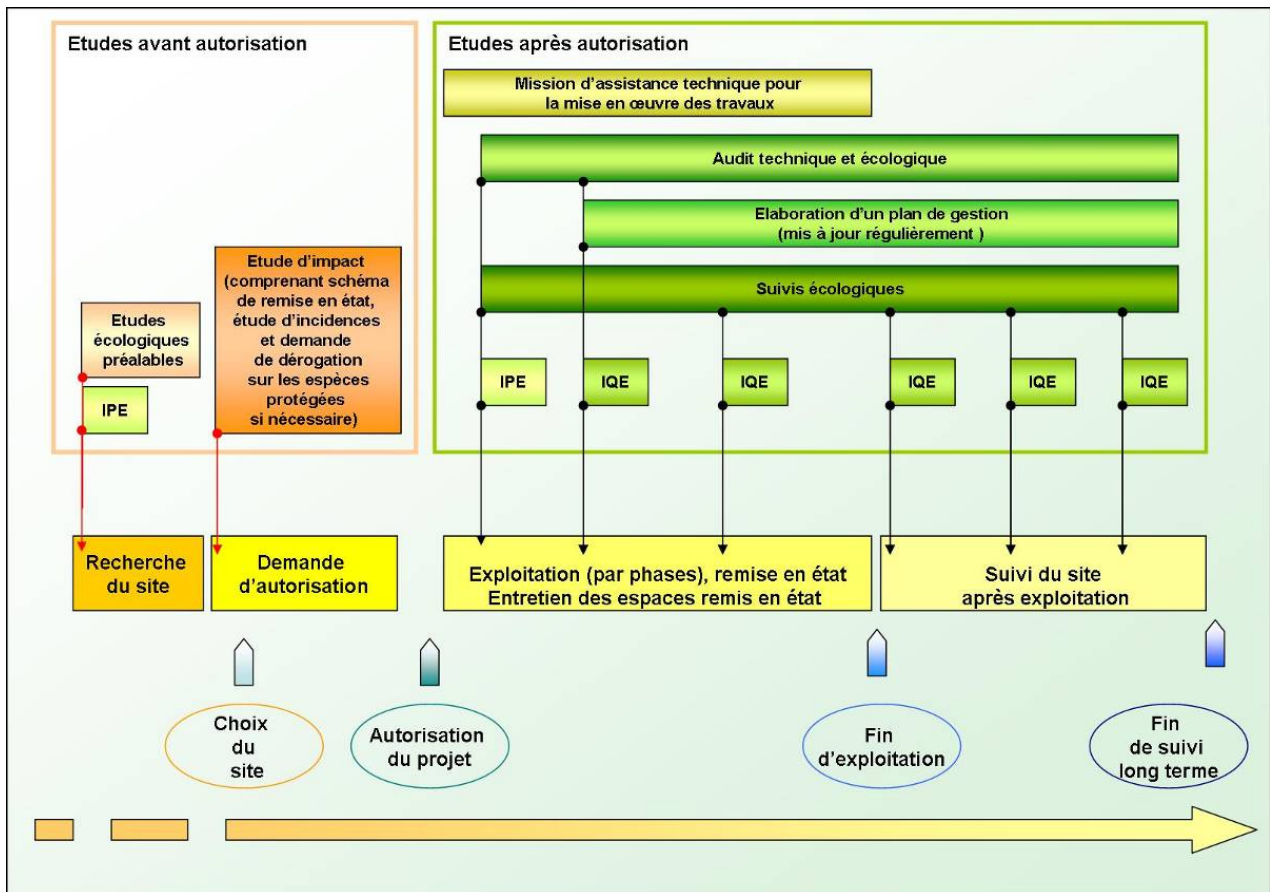 Etudes avant autorisation
Etudes écologiques
préalables
IPE
Etude d'impact
(comprenant schéma
de remise en état,
étude d'incidences
et demande
de dérogation
sur les espèces
protégées
si nécessaire)
Etudes après autorisation
Mission d'assistance technique pour
la mise en œuvre des travaux
Audit technique et écologique
Elaboration d'un plan de gestion
(mis à jour régulièrement )
Suivis écologiques
IPE
IQE
IQE
IQE
IQE
IQE
Recherche
du site
Demande
d'autorisation
Exploitation (par phases), remise en état
Entretien des espaces remis en état
Suivi du site
après exploitation
Choix
du
site
Autorisation
du projet
Fin
d'exploitation
Fin
de suivi
long terme